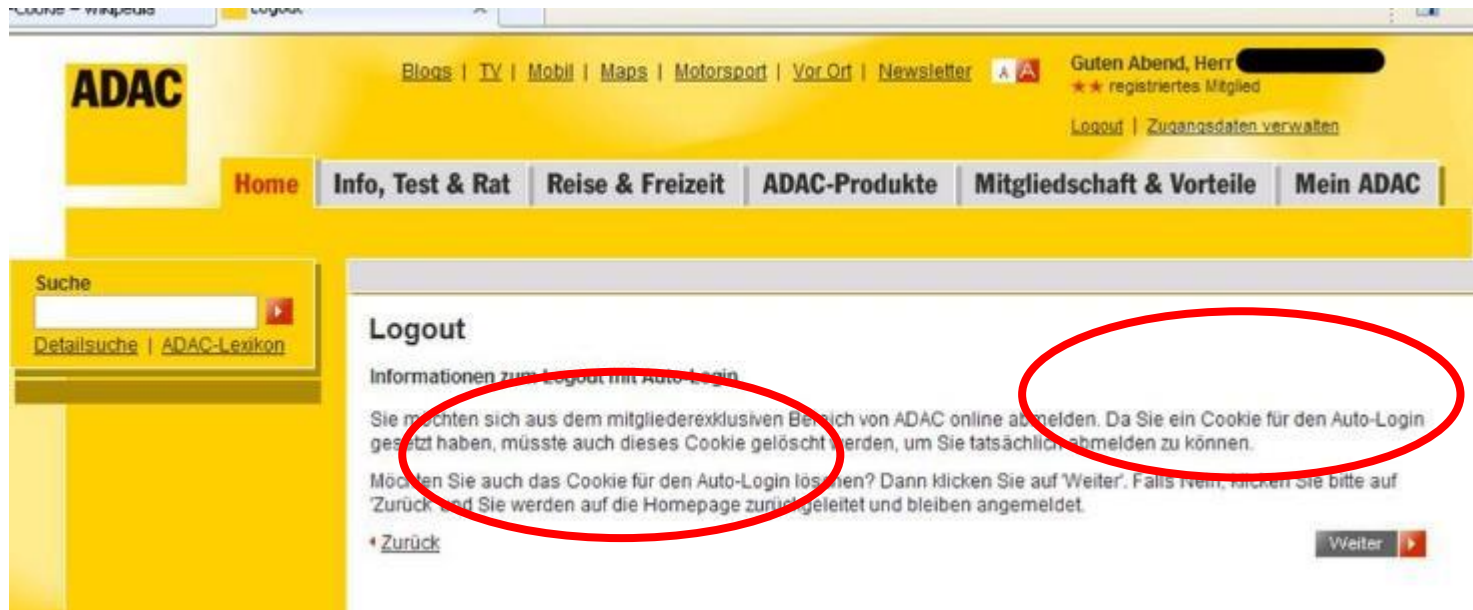 -Cookie – Wikipedia Logout
Blogs | TV | Mobil | Maps | Motorsport | Vor Ort | Newsletter A A Guten Abend, Herr
ADAC
registriertes Mitglied
Logout | Zugangsdaten verwalten
Home Info, Test & Rat Reise & Freizeit ADAC-Produkte Mitgliedschaft & Vorteile Mein ADAC
Suche
Detailsuche | ADAC-Lexikon
Logout
Informationen zum Logout mit Auto-Login
Sie möchten sich aus dem mitgliederexklusiven Bereich von ADAC online abmelden. Da Sie ein Cookie für den Auto-Login
gesetzt haben, müsste auch dieses Cookie gelöscht werden, um Sie tatsächlich abmelden zu können.
Möchten Sie auch das Cookie für den Auto-Login löschen? Dann klicken Sie auf 'Weiter'. Falls Nein, klicken Sie bitte auf
'Zurück' und Sie werden auf die Homepage zurückgeleitet und bleiben angemeldet.
Zurück
Weiter